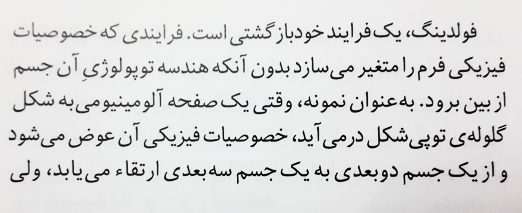 فولدینگ، یک فرایند خودبازگشتی است. فرایندی که خصوصیات
فیزیکی فرم را متغیر می‌سازد بدون آنکه هندسه توپولوژیِ آن جسم
از بین برود. به‌عنوان نمونه، وقتی یک صفحه آلومینیومی به شکل
گلوله‌ی توپی‌شکل درمی‌آید، خصوصیات فیزیکی آن عوض می‌شود
و از یک جسم دوبعدی به یک جسم سه‌بعدی ارتقاء می‌یابد، ولی